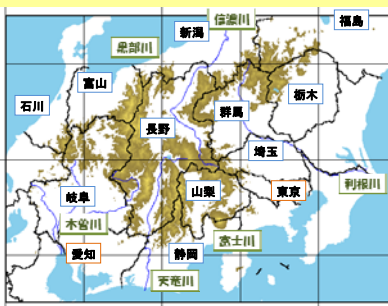 信濃川
福島
新潟
黒部川
富山
栃木
石川
群馬
長野
埼玉
利根川
岐阜
山梨
東京
木曽川
富士川
愛知
静岡
天竜川